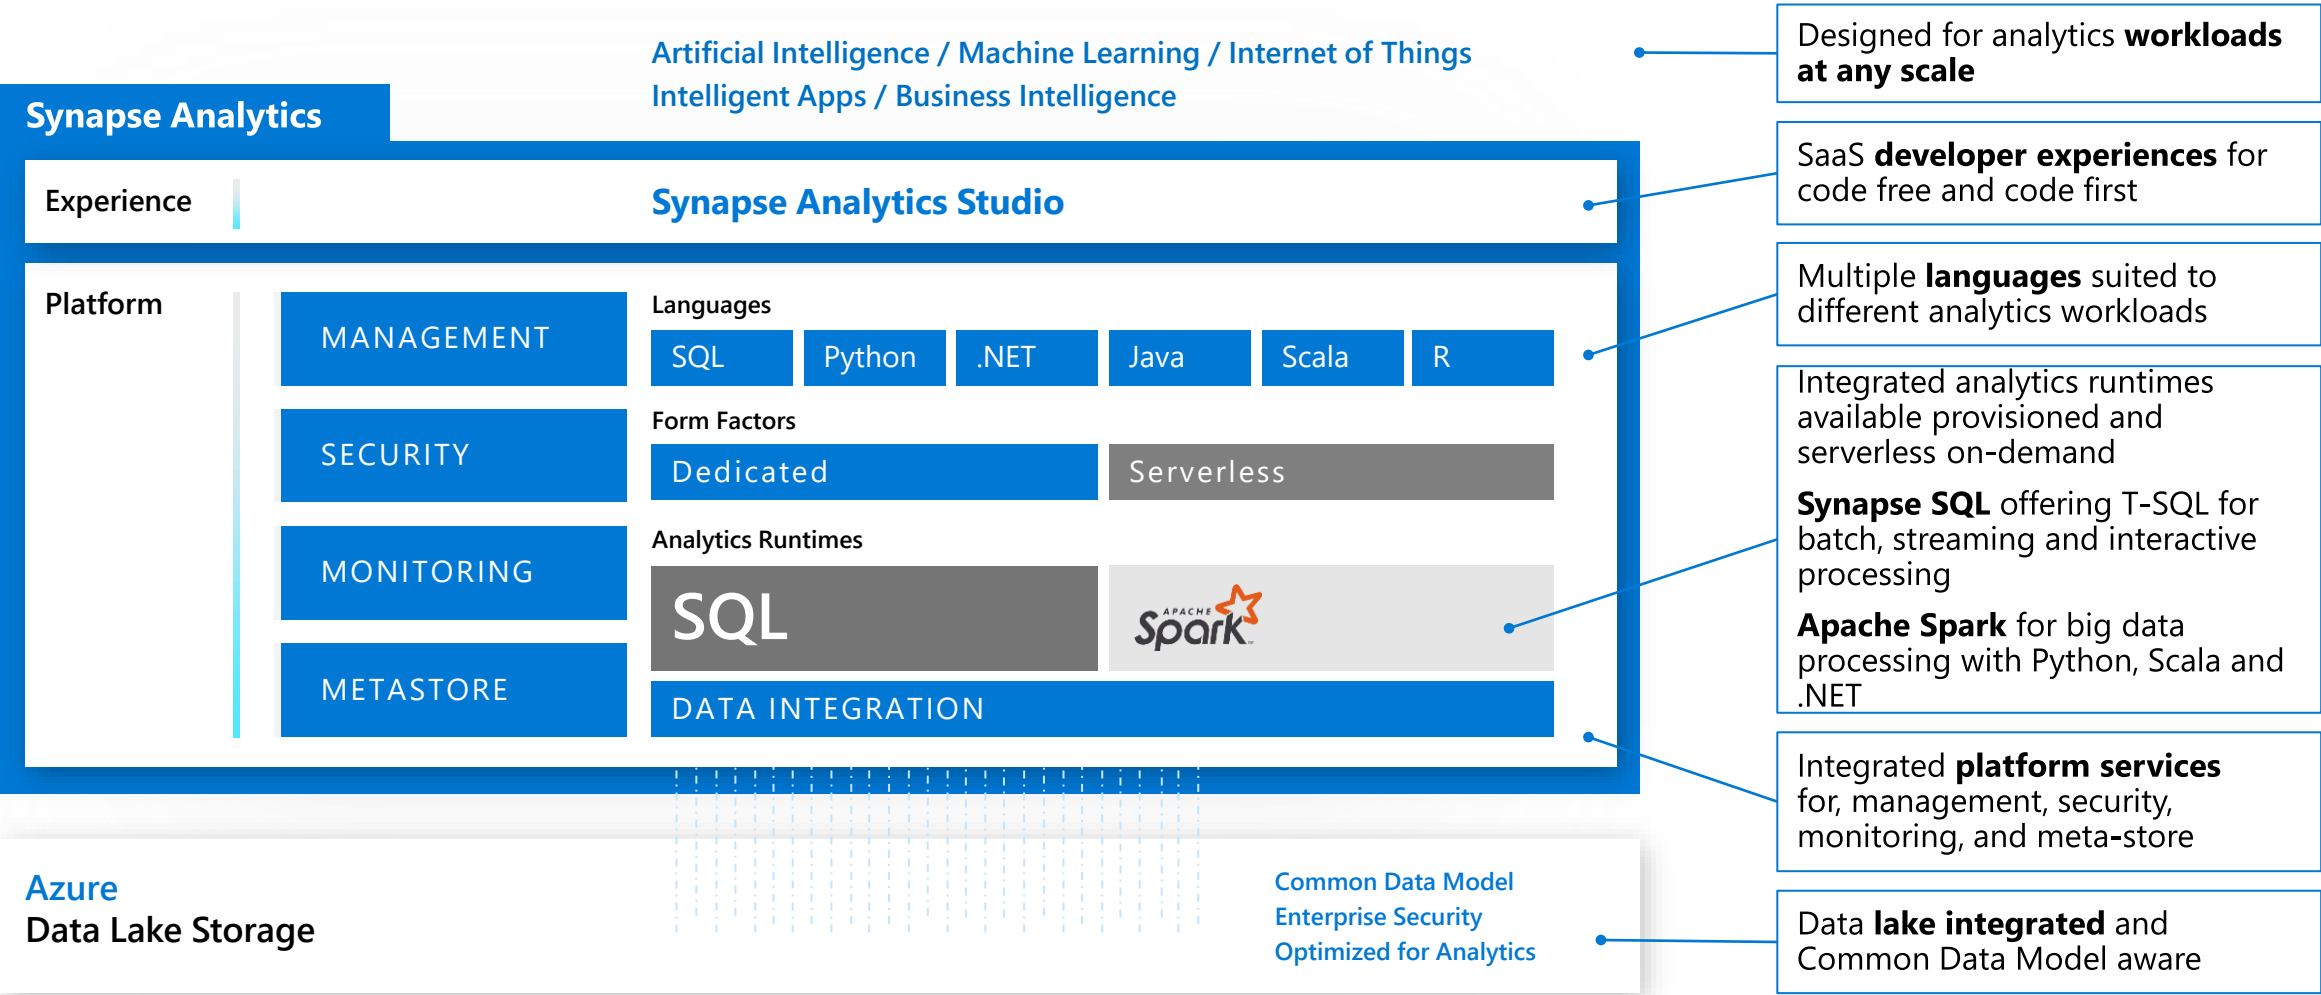 Artificial Intelligence / Machine Learning / Internet of Things
Intelligent Apps / Business Intelligence
Synapse Analytics
Experience
Synapse Analytics Studio
Platform
MANAGEMENT
SECURITY
MONITORING
METASTORE
Languages
SQL
Python
.NET
Java
Scala
R
Form Factors
Dedicated
Serverless
Analytics Runtimes
SQL
APACHE
Spark
DATA INTEGRATION
Azure
Data Lake Storage
Common Data Model
Enterprise Security
Optimized for Analytics
Designed for analytics workloads
at any scale
SaaS developer experiences for
code free and code first
Multiple languages suited to
different analytics workloads
Integrated analytics runtimes
available provisioned and
serverless on-demand
Synapse SQL offering T-SQL for
batch, streaming and interactive
processing
Apache Spark for big data
processing with Python, Scala and
.NET
Integrated platform services
for, management, security,
monitoring, and meta-store
Data lake integrated and
Common Data Model aware